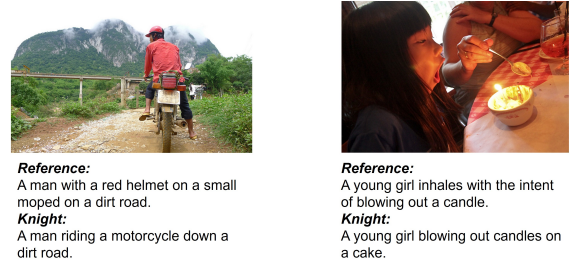 Reference:
A man with a red helmet on a small
moped on a dirt road.
Knight:
A man riding a motorcycle down a
dirt road.
Reference:
A young girl inhales with the intent
of blowing out a candle.
Knight:
A young girl blowing out candles on
a cake.